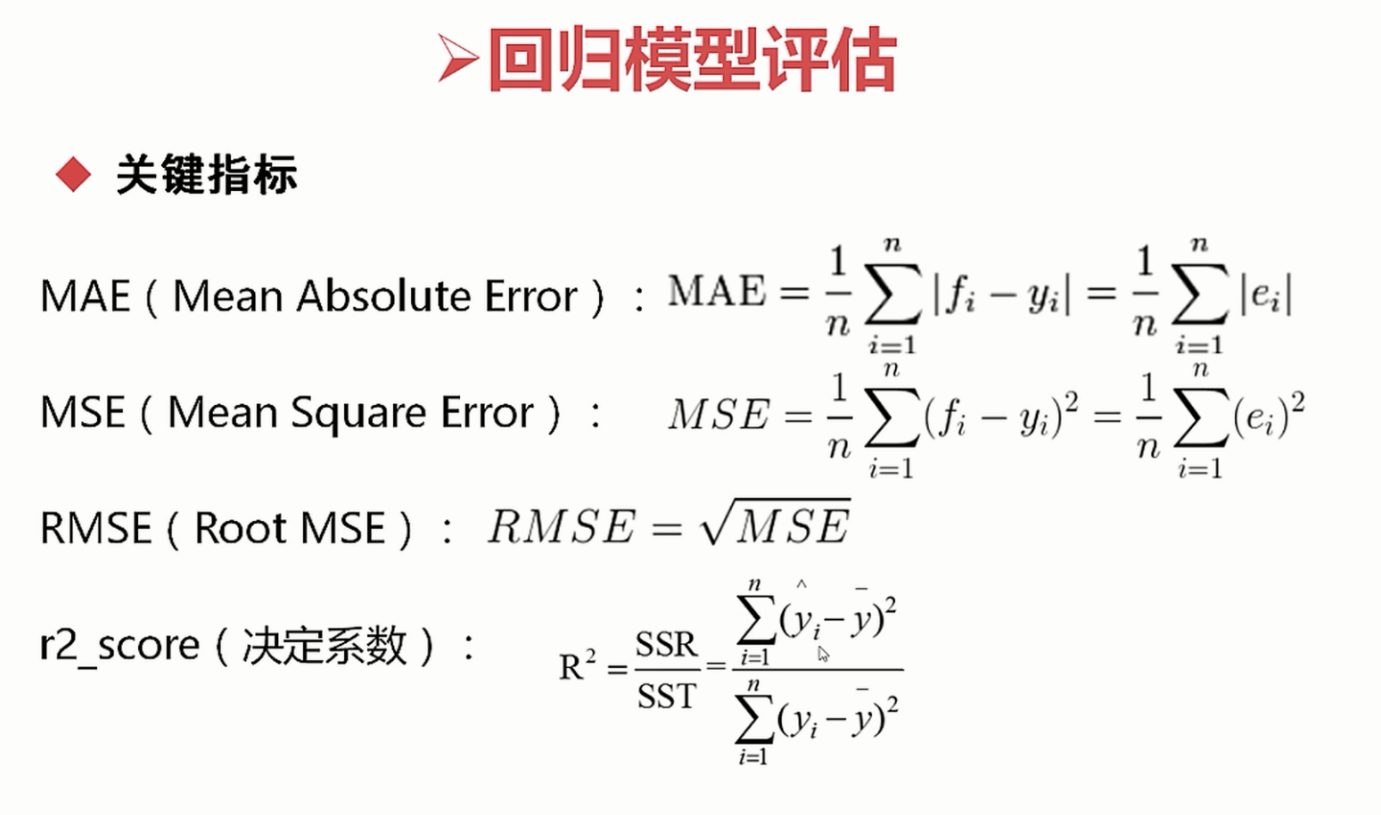 ➢回归模型评估
◆ 关键指标
MAE（Mean Absolute Error）： $\mathrm{MAE} = \frac{1}{n}\sum_{i=1}^{n}|f_i - y_i| = \frac{1}{n}\sum_{i=1}^{n}|e_i|$
MSE（Mean Square Error）： $MSE = \frac{1}{n}\sum_{i=1}^{n}(f_i - y_i)^2 = \frac{1}{n}\sum_{i=1}^{n}(e_i)^2$
RMSE（Root MSE）： $RMSE = \sqrt{MSE}$
r2_score（决定系数）： $\mathrm{R}^2 = \frac{\mathrm{SSR}}{\mathrm{SST}} = \frac{\sum_{i=1}^{n}(\hat{y}_i - \bar{y})^2}{\sum_{i=1}^{n}(y_i - \bar{y})^2}$